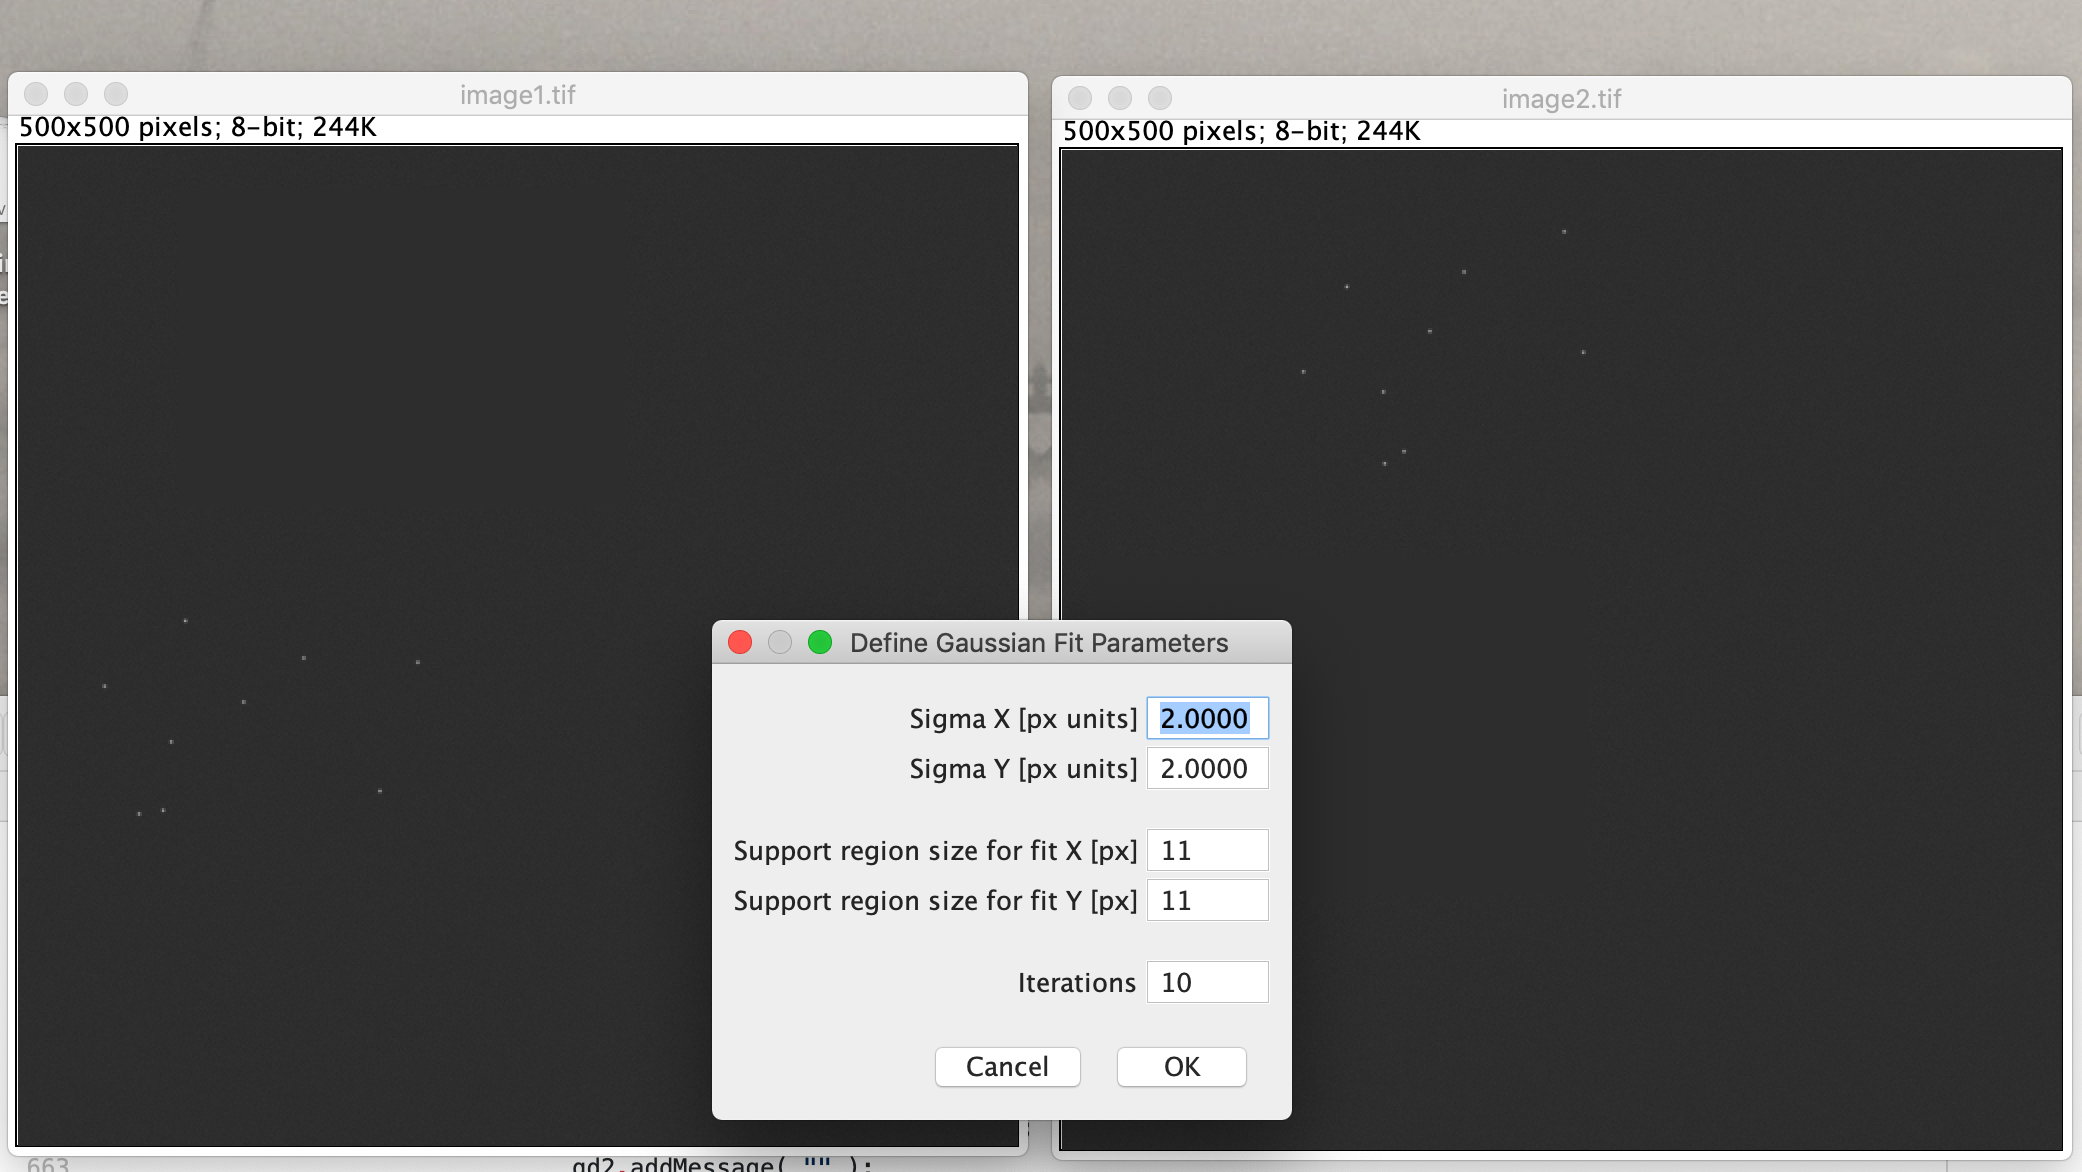 image1.tif
500x500 pixels; 8-bit; 244K
image2.tif
500x500 pixels; 8-bit; 244K
Define Gaussian Fit Parameters
Sigma X [px units] 2.0000
Sigma Y [px units] 2.0000
Support region size for fit X [px] 11
Support region size for fit Y [px] 11
Iterations 10
Cancel OK
663 gd2.addMessage( "" );